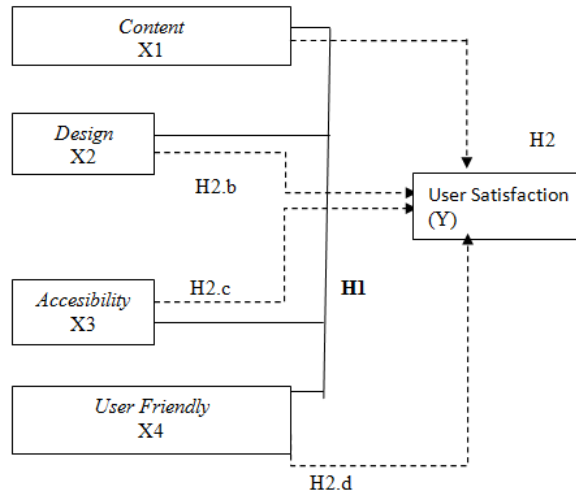 Content
X1
Design
X2
H2
H2.b
User Satisfaction
(Y)
Accesibility
X3
H2.c
H1
User Friendly
X4
H2.d